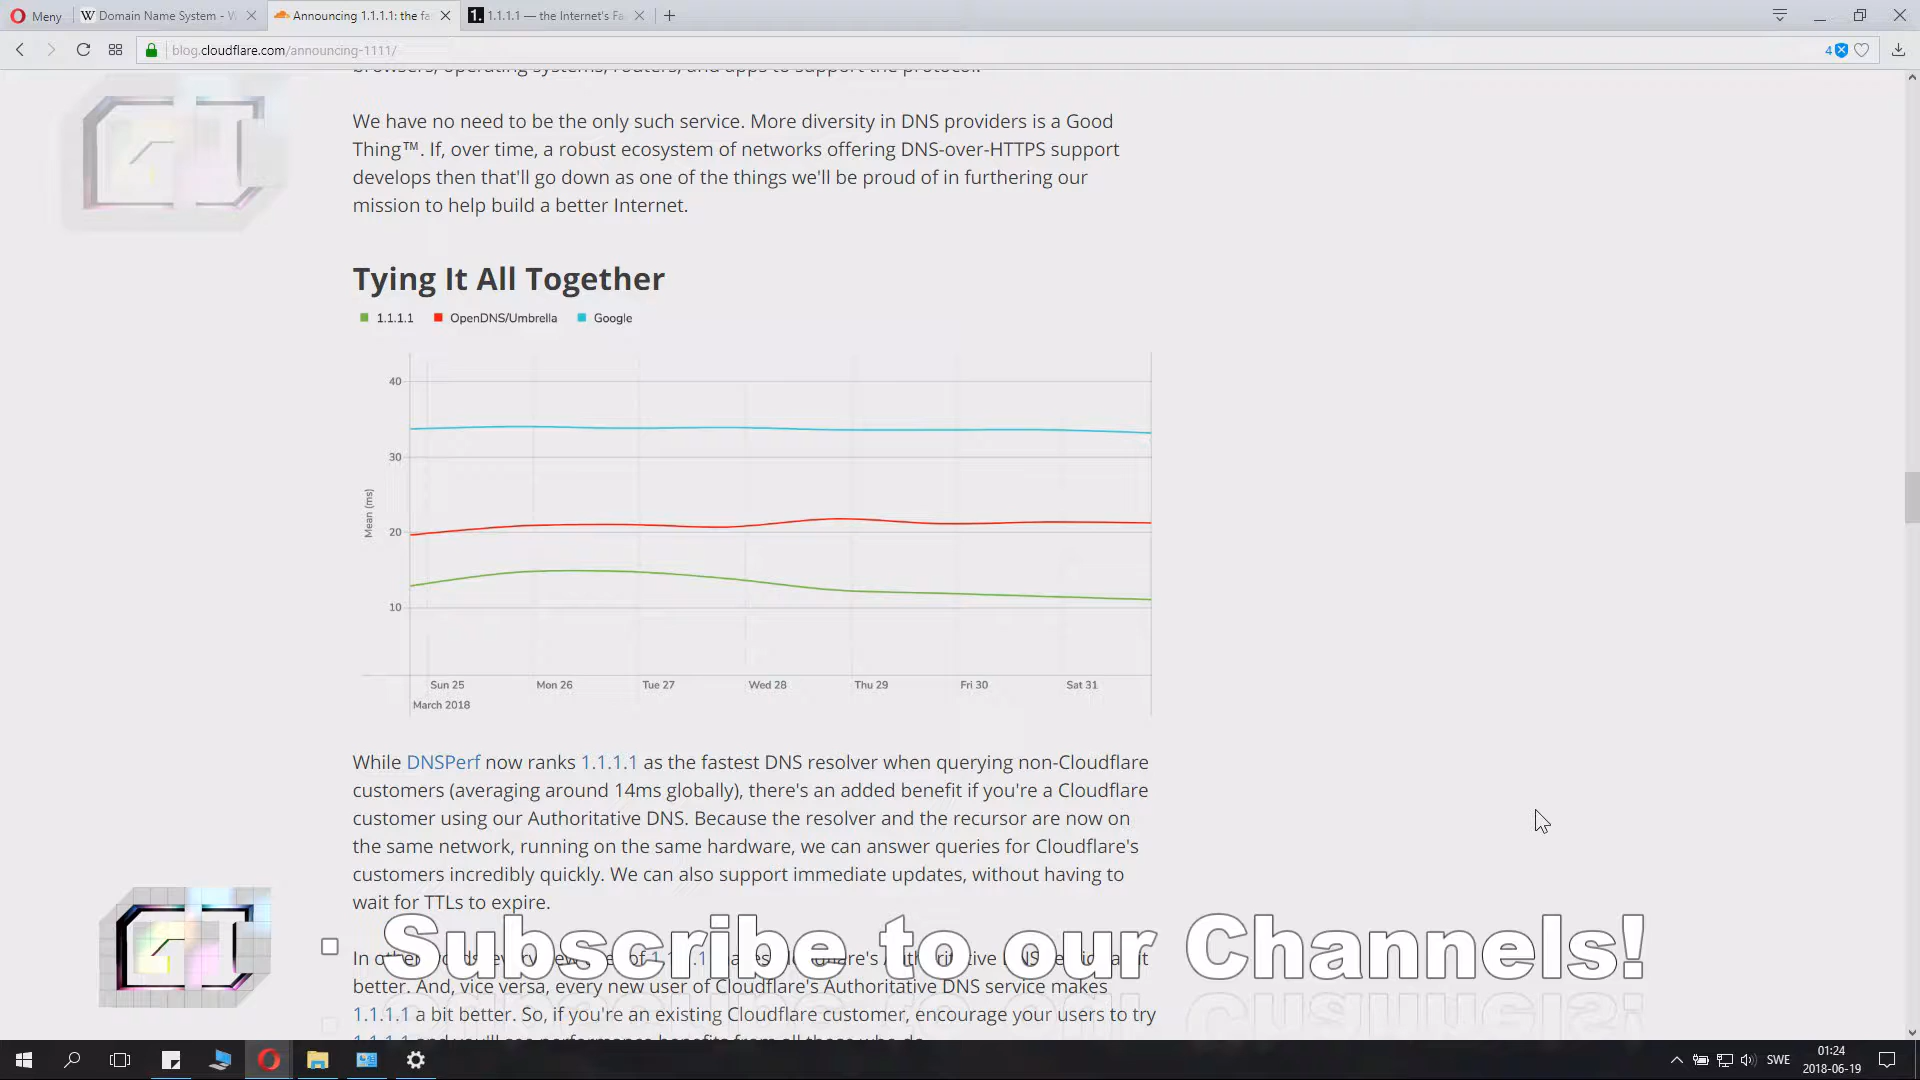 Meny
Domain Name System - W
Announcing 1.1.1.1: the fa
1.
1.1.1.1 — the Internet's Fa
blog.cloudflare.com/announcing-1111/
4
browsers, operating systems, routers, and apps to support the protocol.
We have no need to be the only such service. More diversity in DNS providers is a Good
Thing™. If, over time, a robust ecosystem of networks offering DNS-over-HTTPS support
develops then that'll go down as one of the things we'll be proud of in furthering our
mission to help build a better Internet.
Tying It All Together
1.1.1.1 OpenDNS/Umbrella Google
40
30
20
10
Mean (ms)
Sun 25 Mon 26 Tue 27 Wed 28 Thu 29 Fri 30 Sat 31
March 2018
While DNSPerf now ranks 1.1.1.1 as the fastest DNS resolver when querying non-Cloudflare
customers (averaging around 14ms globally), there's an added benefit if you're a Cloudflare
customer using our Authoritative DNS. Because the resolver and the recursor are now on
the same network, running on the same hardware, we can answer queries for Cloudflare's
customers incredibly quickly. We can also support immediate updates, without having to
wait for TTLs to expire.
Subscribe to our Channels!
better. And, vice versa, every new user of Cloudflare's Authoritative DNS service makes
1.1.1.1 a bit better. So, if you're an existing Cloudflare customer, encourage your users to try
SWE
01:24
2018-06-19